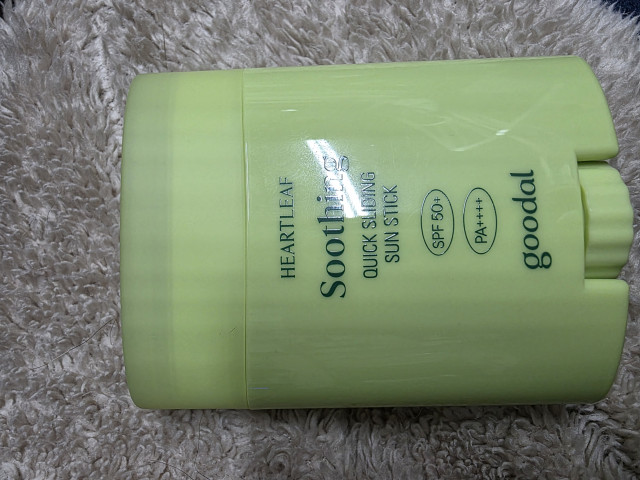 HEARTLEAF
Soothing
QUICK SLIDING
SUN STICK
SPF 50+
PA++++
goodal